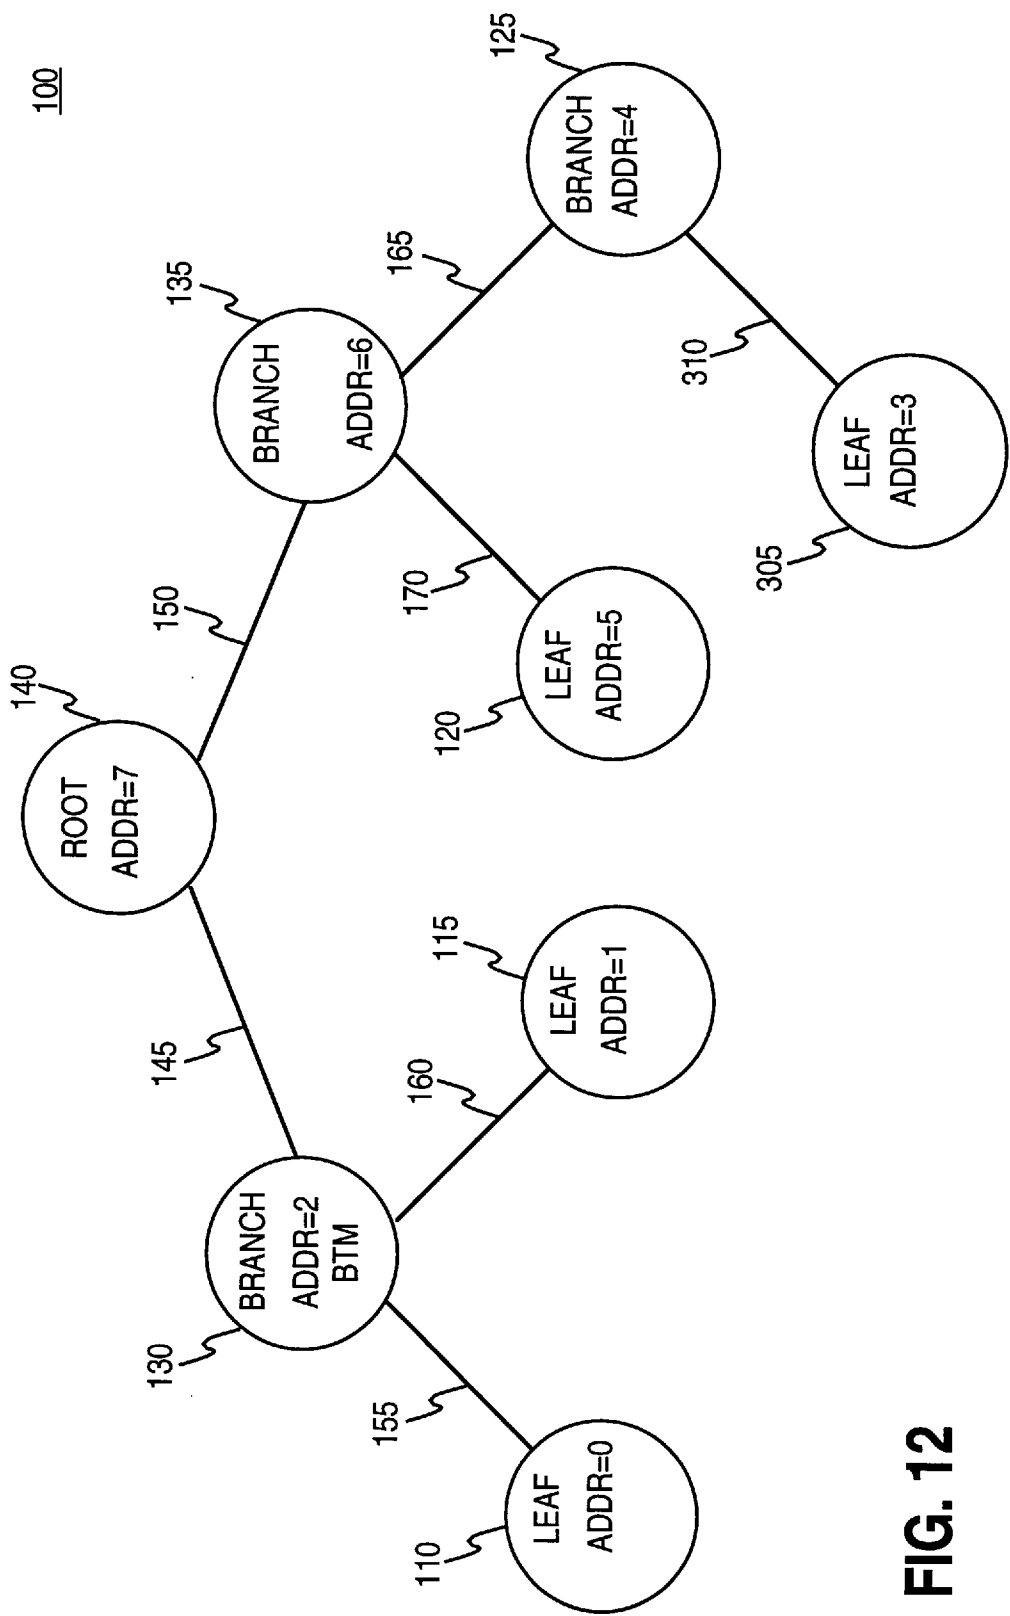 100
140
ROOT
ADDR=7
145
150
130
BRANCH
ADDR=2
BTM
135
BRANCH
ADDR=6
155
160
170
165
110
LEAF
ADDR=0
115
LEAF
ADDR=1
120
LEAF
ADDR=5
125
BRANCH
ADDR=4
310
305
LEAF
ADDR=3
FIG. 12